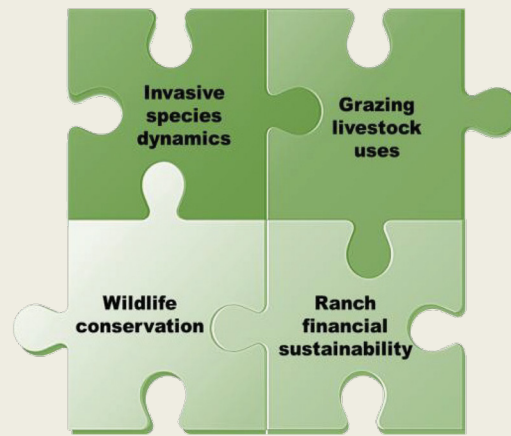 Invasive
species
dynamics
Grazing
livestock
uses
Wildlife
conservation
Ranch
financial
sustainability